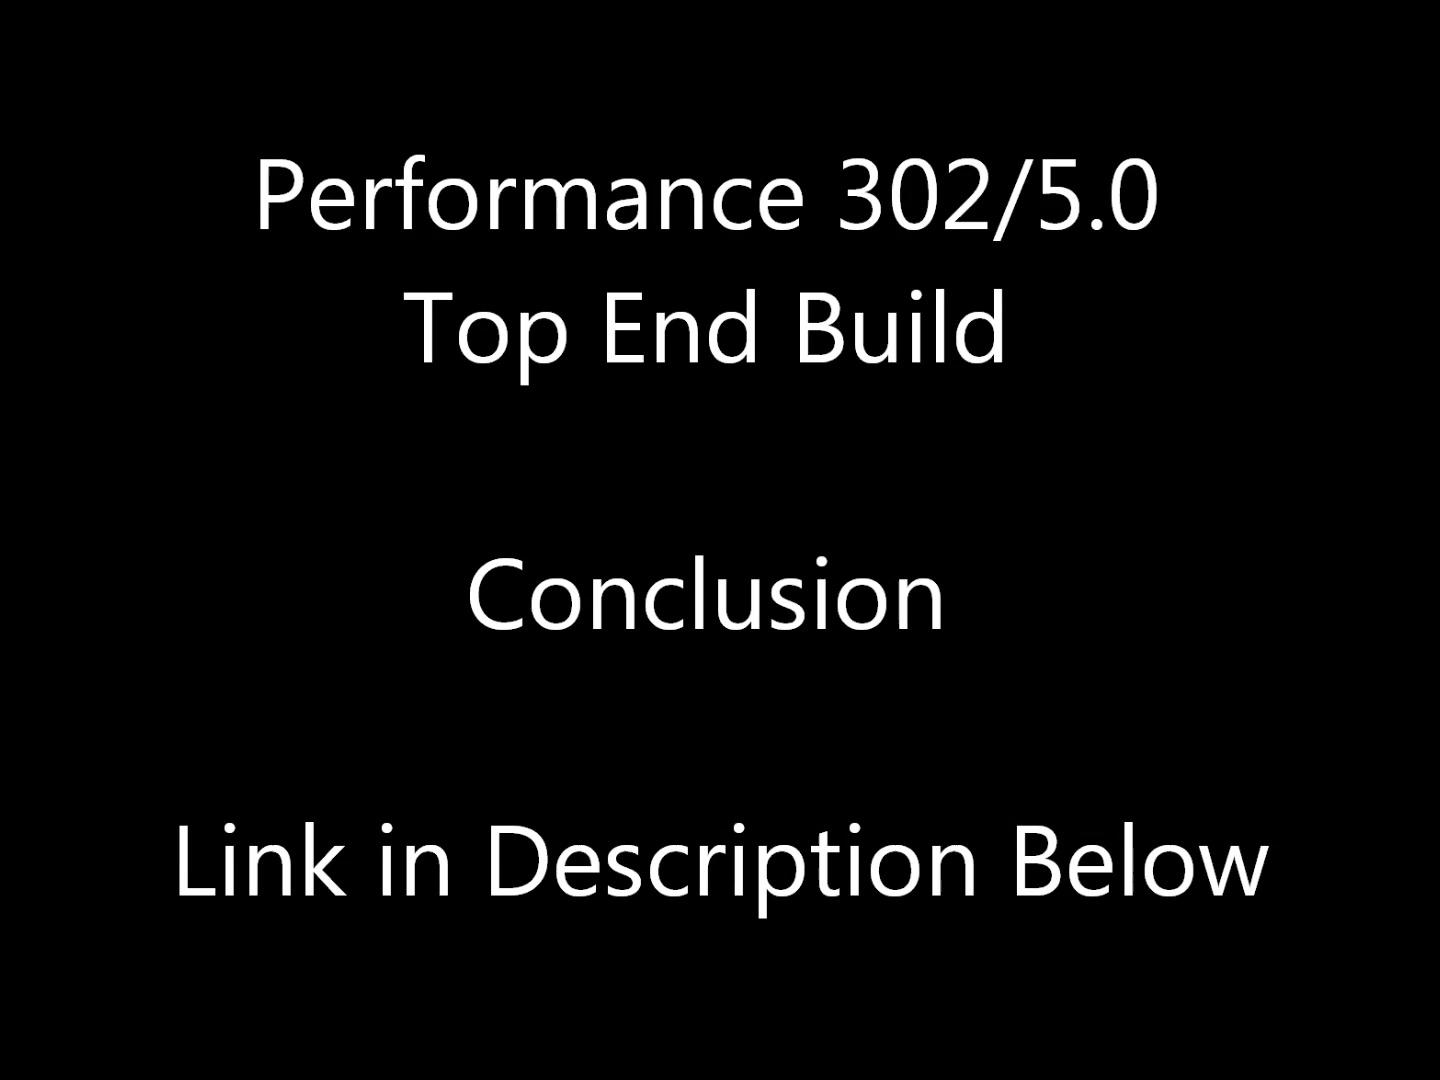 Performance 302/5.0
Top End Build
Conclusion
Link in Description Below